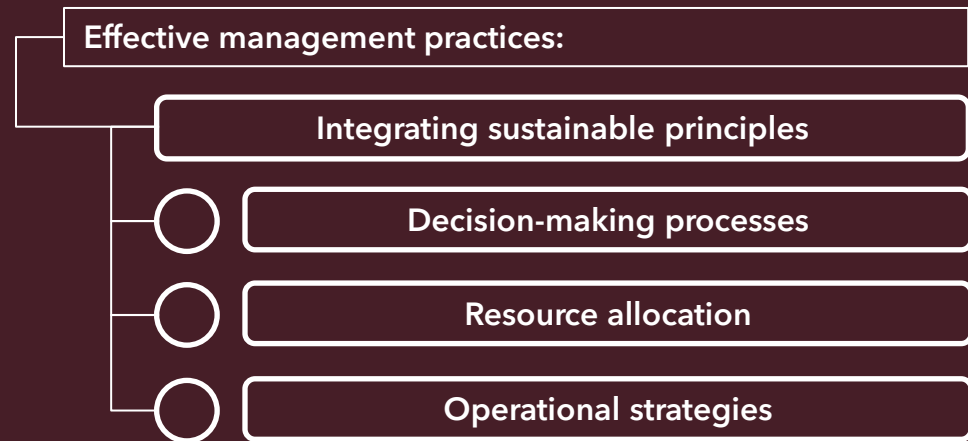 Effective management practices:
Integrating sustainable principles
Decision-making processes
Resource allocation
Operational strategies